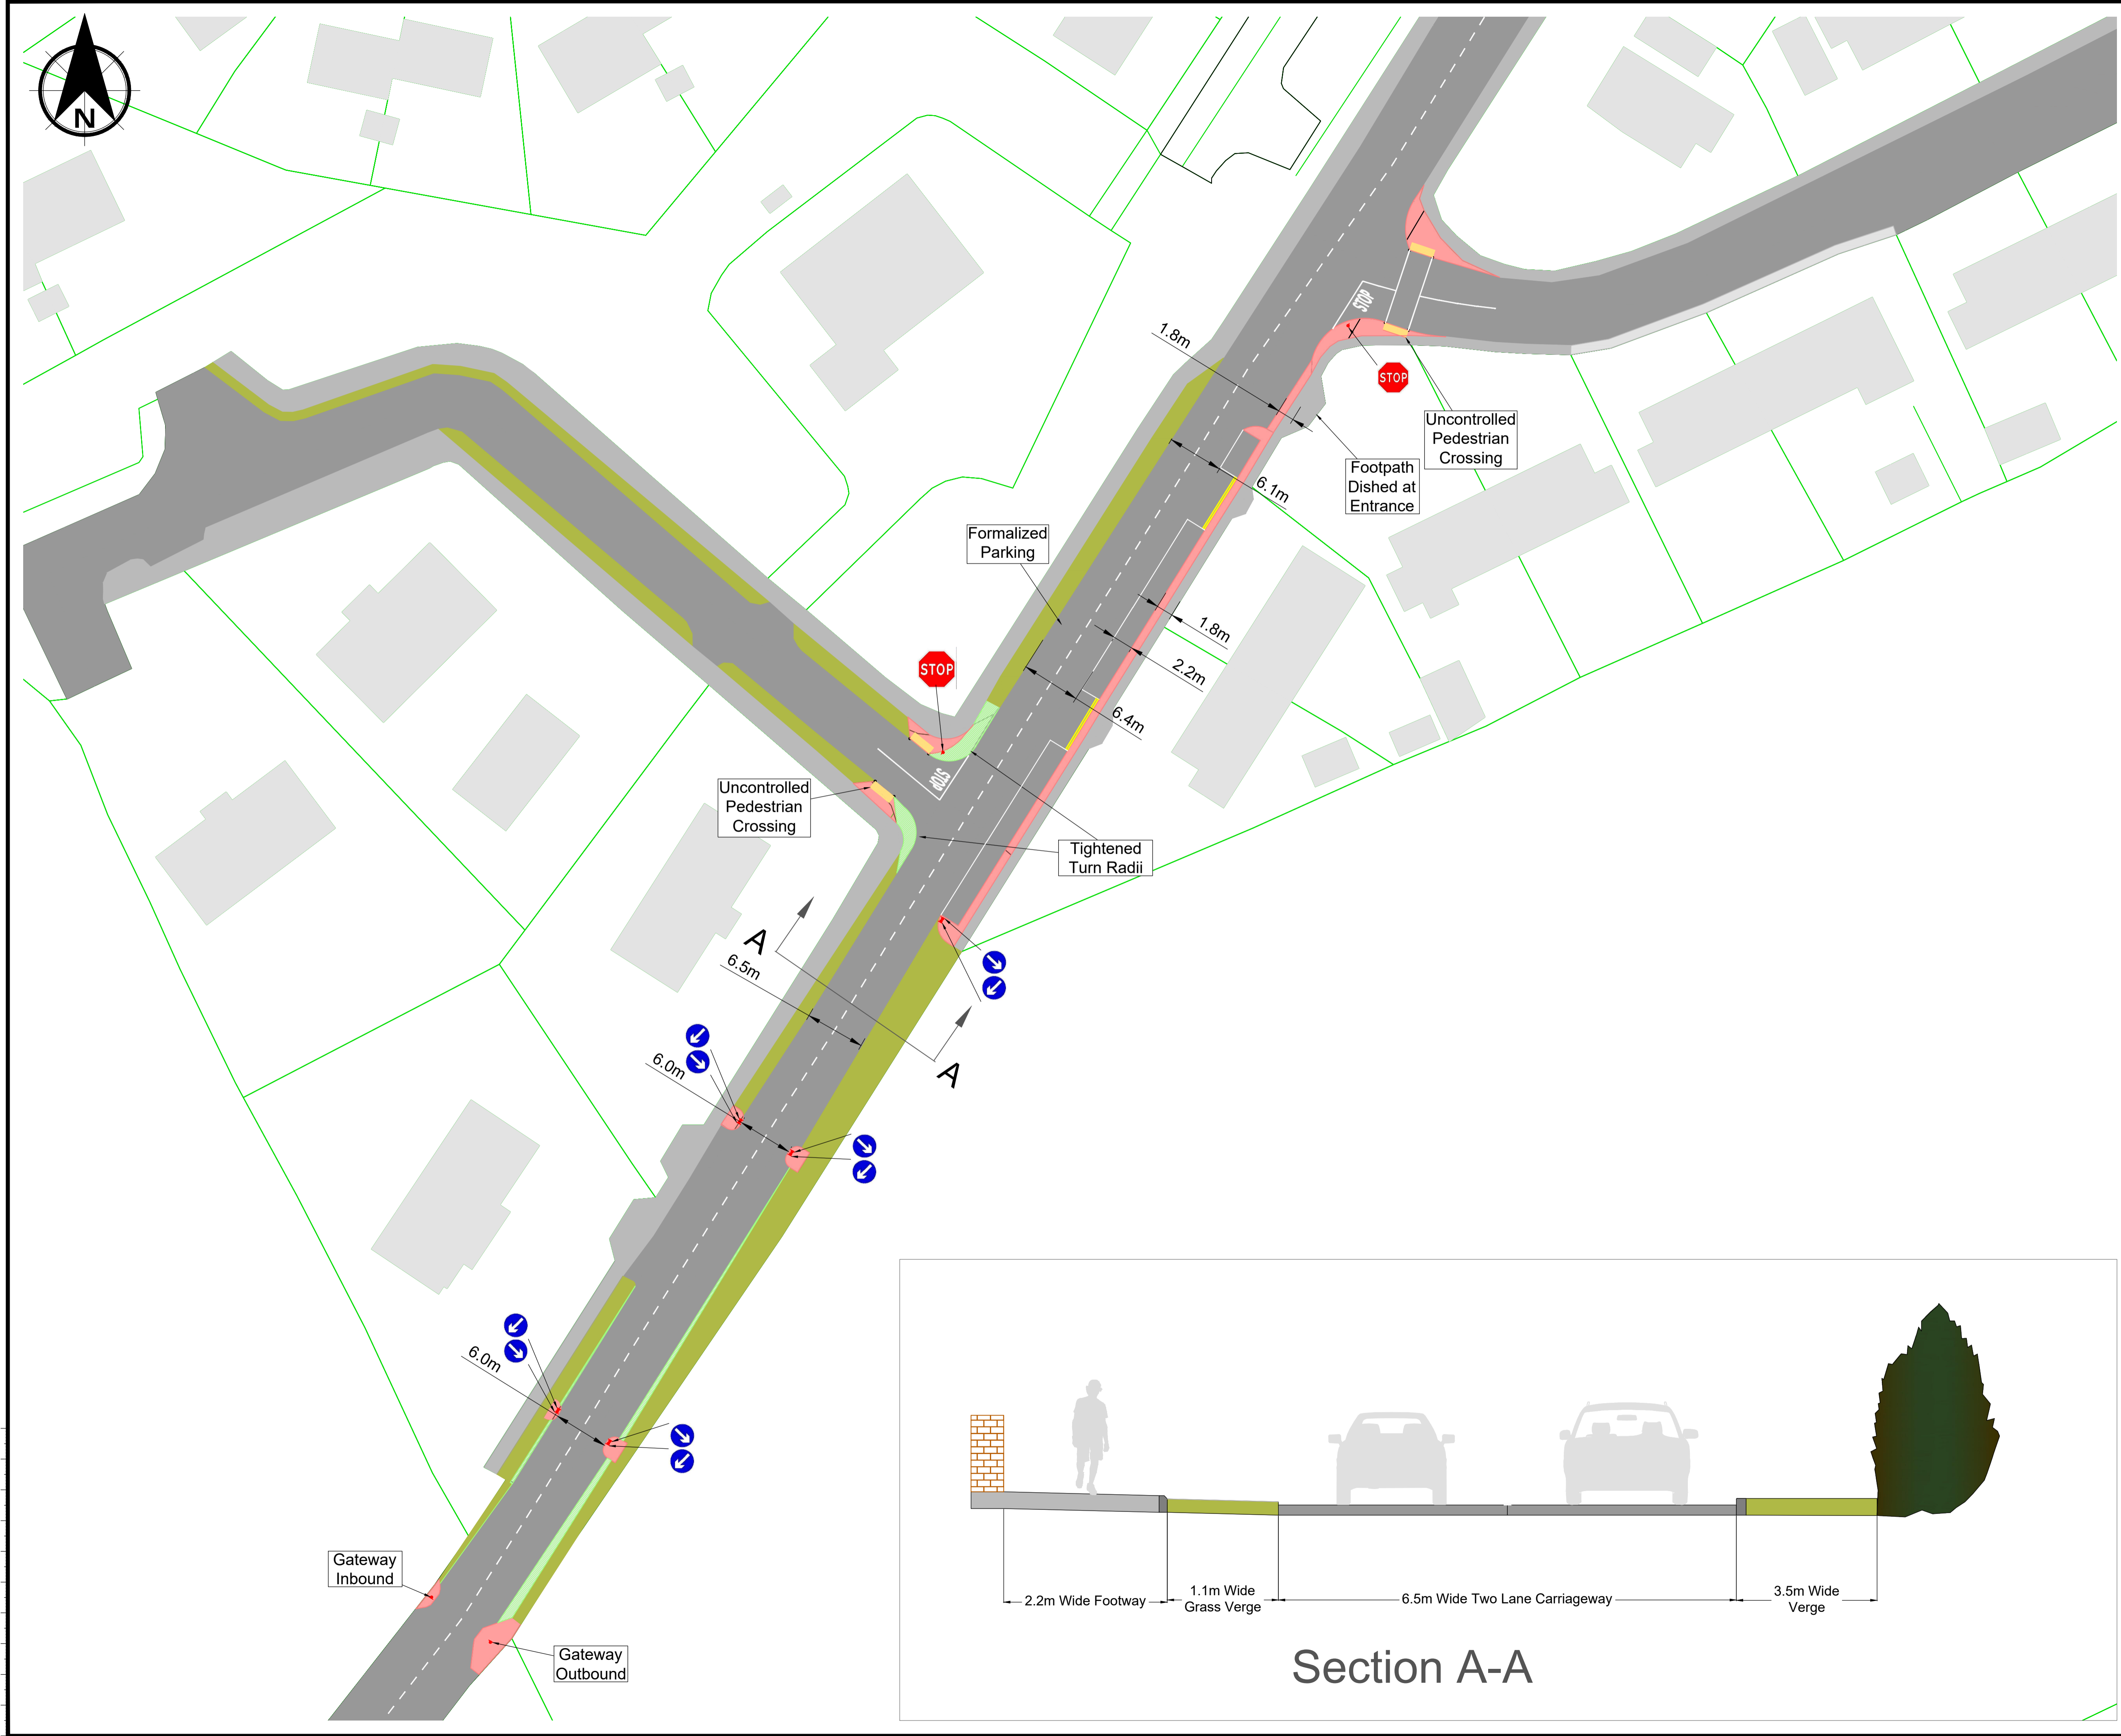 N
STOP
1.8m
STOP
Uncontrolled
Pedestrian
Crossing
Footpath
Dished at
Entrance
6.1m
Formalized
Parking
1.8m
2.2m
STOP
6.4m
STOP
Uncontrolled
Pedestrian
Crossing
Tightened
Turn Radii
A
6.5m
A
6.0m
6.0m
Gateway
Inbound
Gateway
Outbound
2.2m Wide Footway
1.1m Wide
Grass Verge
6.5m Wide Two Lane Carriageway
3.5m Wide
Verge
Section A-A